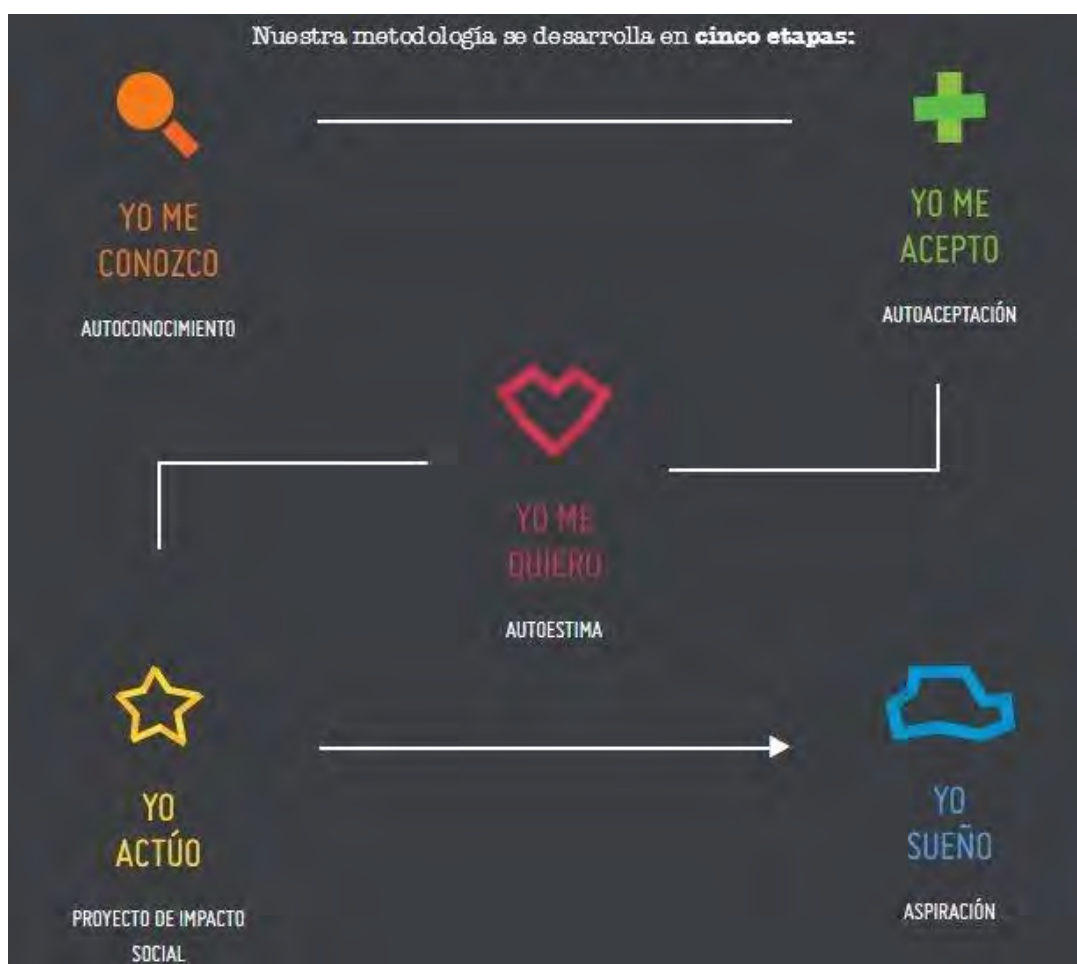 Nuestra metodología se desarrolla en cinco etapas:
YO ME
CONOZCO
AUTOCONOCIMIENTO
YO ME
ACEPTO
AUTOACEPTACIÓN
YO ME
QUIERO
AUTOESTIMA
YO
ACTÚO
PROYECTO DE IMPACTO
SOCIAL
YO
SUEÑO
ASPIRACIÓN